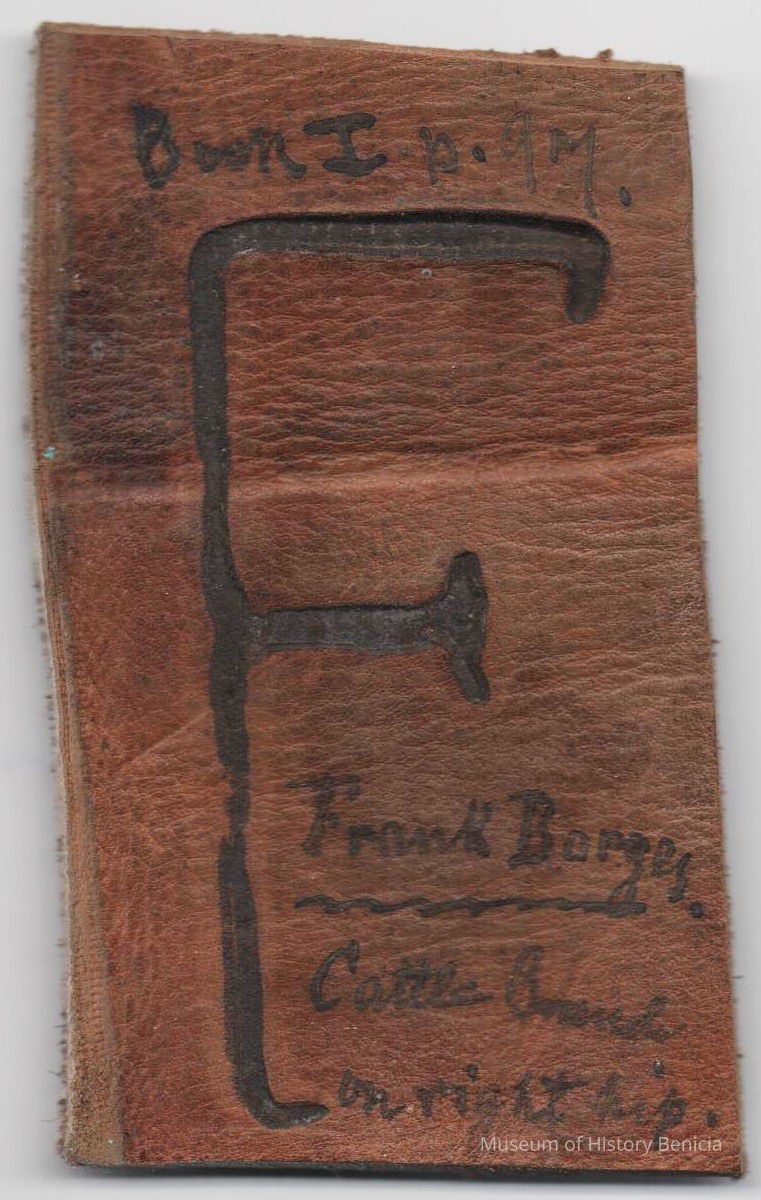 Book I. p. 97.
F
Frank Borges.
Cattle Brand
on right hip.
Museum of History Benicia